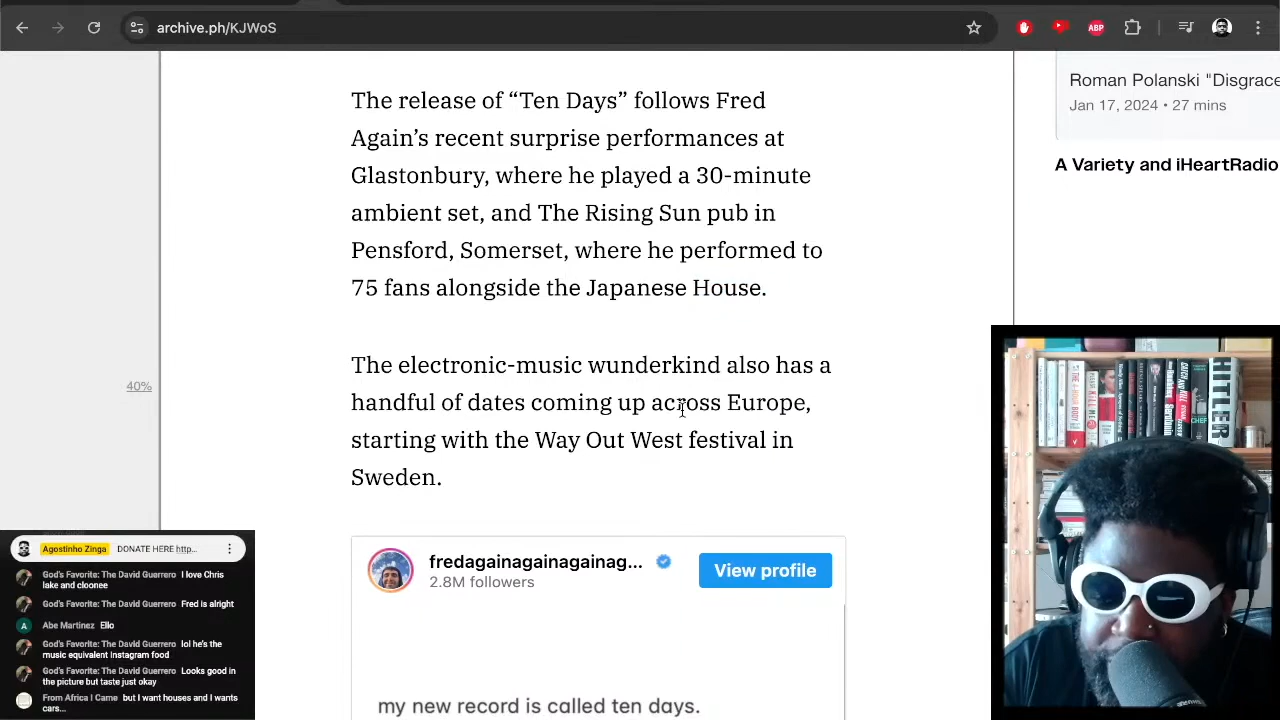 archive.ph/KJWoS
ABP
The release of “Ten Days” follows Fred
Again’s recent surprise performances at
Glastonbury, where he played a 30-minute
ambient set, and The Rising Sun pub in
Pensford, Somerset, where he performed to
75 fans alongside the Japanese House.
The electronic-music wunderkind also has a
handful of dates coming up across Europe,
starting with the Way Out West festival in
Sweden.
40%
fredagainagainagainag...
2.8M followers
View profile
my new record is called ten days.
Roman Polanski "Disgrace
Jan 17, 2024 • 27 mins
A Variety and iHeartRadio
Agostinho Zinga DONATE HERE http...
God's Favorite: The David Guerrero I love Chris
lake and cloonee
God's Favorite: The David Guerrero Fred is alright
A Abe Martinez Ello
God's Favorite: The David Guerrero lol he's the
music equivalent Instagram food
God's Favorite: The David Guerrero Looks good in
the picture but taste just okay
From Africa I Came but I want houses and I wants
cars...
HITLER